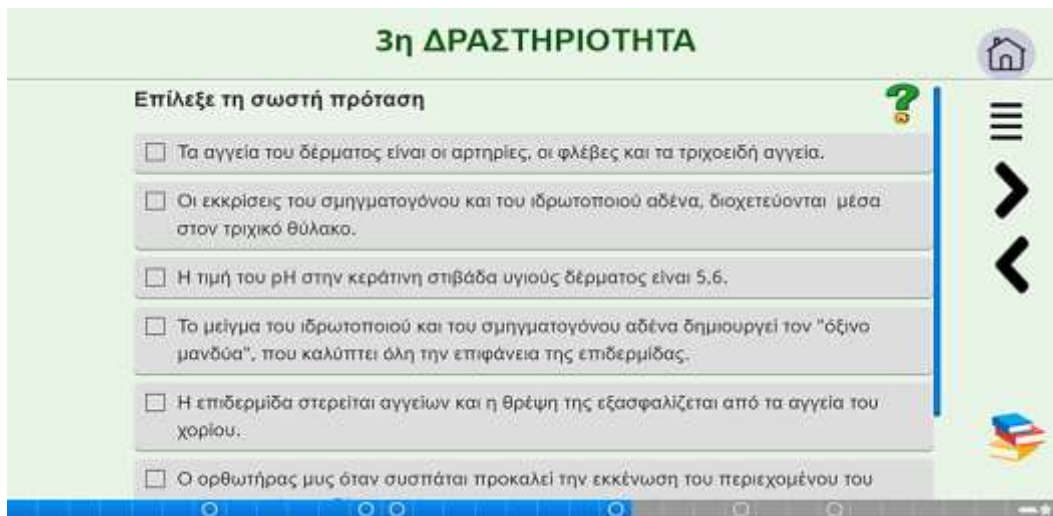 3η ΔΡΑΣΤΗΡΙΟΤΗΤΑ
Επίλεξε τη σωστή πρόταση
Τα αγγεία του δέρματος είναι οι αρτηρίες, οι φλέβες και τα τριχοειδή αγγεία.
Οι εκκρίσεις του σμηγματογόνου και του ιδρωτοποιού αδένα, διοχετεύονται μέσα
στον τριχικό θύλακο.
Η τιμή του pH στην κεράτινη στιβάδα υγιούς δέρματος είναι 5,6.
Το μείγμα του ιδρωτοποιού και του σμηγματογόνου αδένα δημιουργεί τον "όξινο
μανδύα", που καλύπτει όλη την επιφάνεια της επιδερμίδας.
Η επιδερμίδα στερείται αγγείων και η θρέψη της εξασφαλίζεται από τα αγγεία του
χορίου.
Ο ορθωτήρας μυς όταν συσπάται προκαλεί την εκκένωση του περιεχομένου του